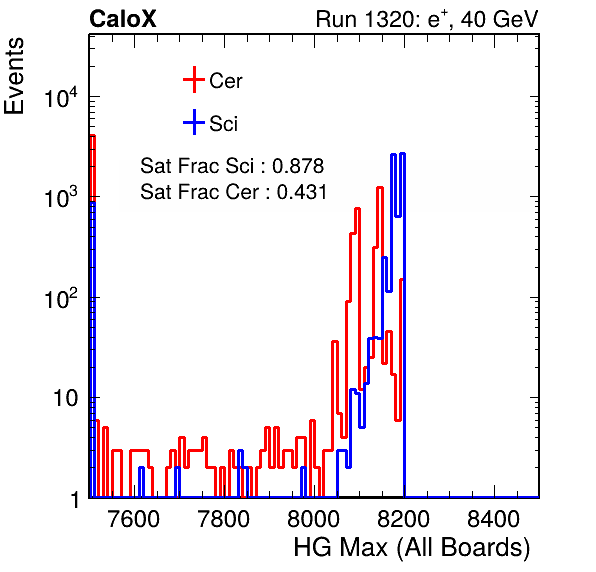 CaloX Run 1320: e⁺, 40 GeV
Events
Cer
Sci
Sat Frac Sci : 0.878
Sat Frac Cer : 0.431
10⁴
10³
10²
10
1
7600 7800 8000 8200 8400
HG Max (All Boards)